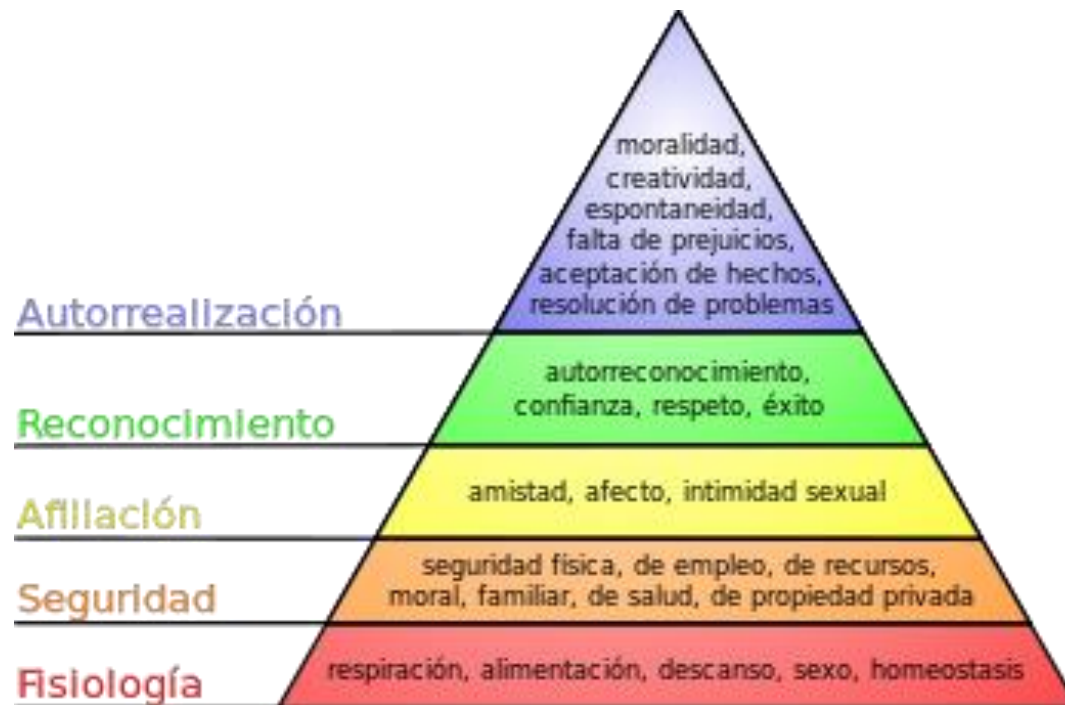 moralidad,
creatividad,
espontaneidad,
falta de prejuicios,
aceptación de hechos,
resolución de problemas
Autorrealización
autorreconocimiento,
confianza, respeto, éxito
Reconocimiento
amistad, afecto, intimidad sexual
Afiliación
seguridad física, de empleo, de recursos,
moral, familiar, de salud, de propiedad privada
Seguridad
respiración, alimentación, descanso, sexo, homeostasis
Fisiología